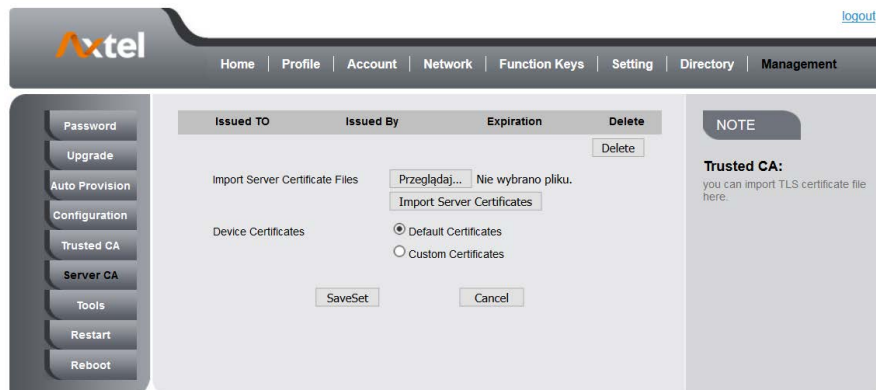 logout
Axtel
Home | Profile | Account | Network | Function Keys | Setting | Directory | Management
Password
Upgrade
Auto Provision
Configuration
Trusted CA
Server CA
Tools
Restart
Reboot
Issued TO Issued By Expiration Delete
Delete
Import Server Certificate Files Przeglądaj... Nie wybrano pliku.
Import Server Certificates
Device Certificates Default Certificates
Custom Certificates
SaveSet Cancel
NOTE
Trusted CA:
you can import TLS certificate file
here.